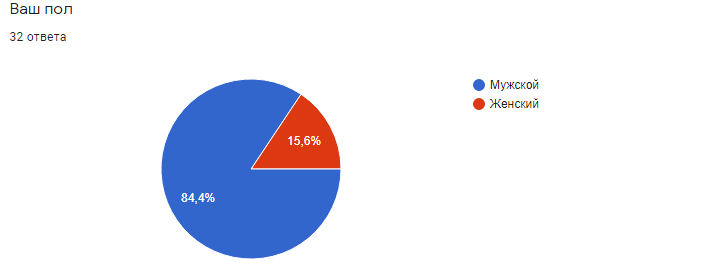 Ваш пол
32 ответа
Мужской
Женский
15,6%
84,4%